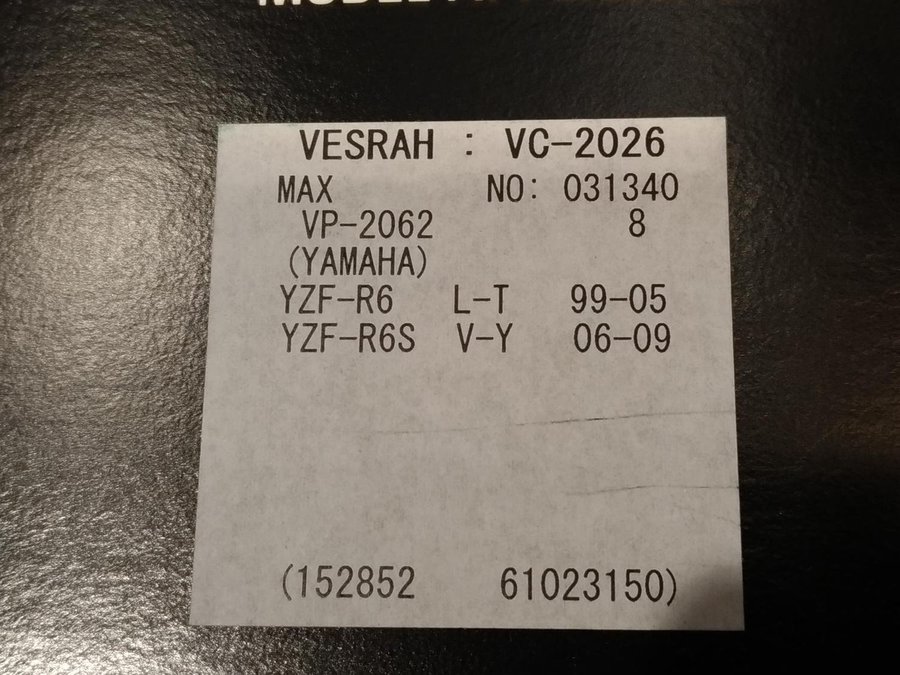 VESRAH : VC-2026
MAX NO: 031340
VP-2062 8
(YAMAHA)
YZF-R6 L-T 99-05
YZF-R6S V-Y 06-09
(152852 61023150)